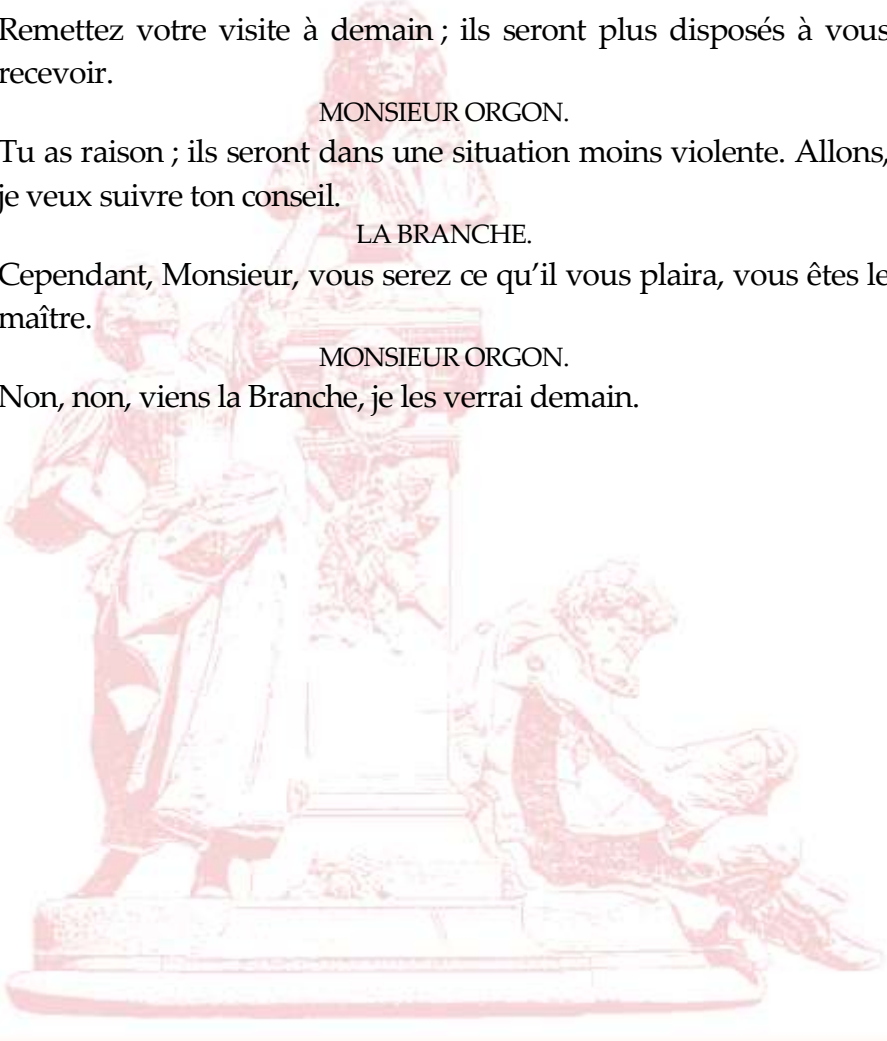 Remettez votre visite à demain ; ils seront plus disposés à vous
recevoir.
MONSIEUR ORGON.
Tu as raison ; ils seront dans une situation moins violente. Allons,
je veux suivre ton conseil.
LA BRANCHE.
Cependant, Monsieur, vous serez ce qu’il vous plaira, vous êtes le
maître.
MONSIEUR ORGON.
Non, non, viens la Branche, je les verrai demain.